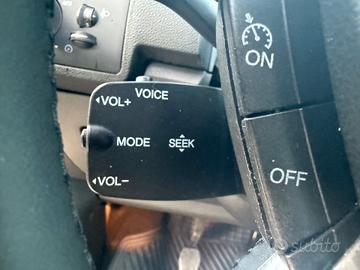 VOICE
VOL+
MODE SEEK
VOL-
ON
OFF
subito